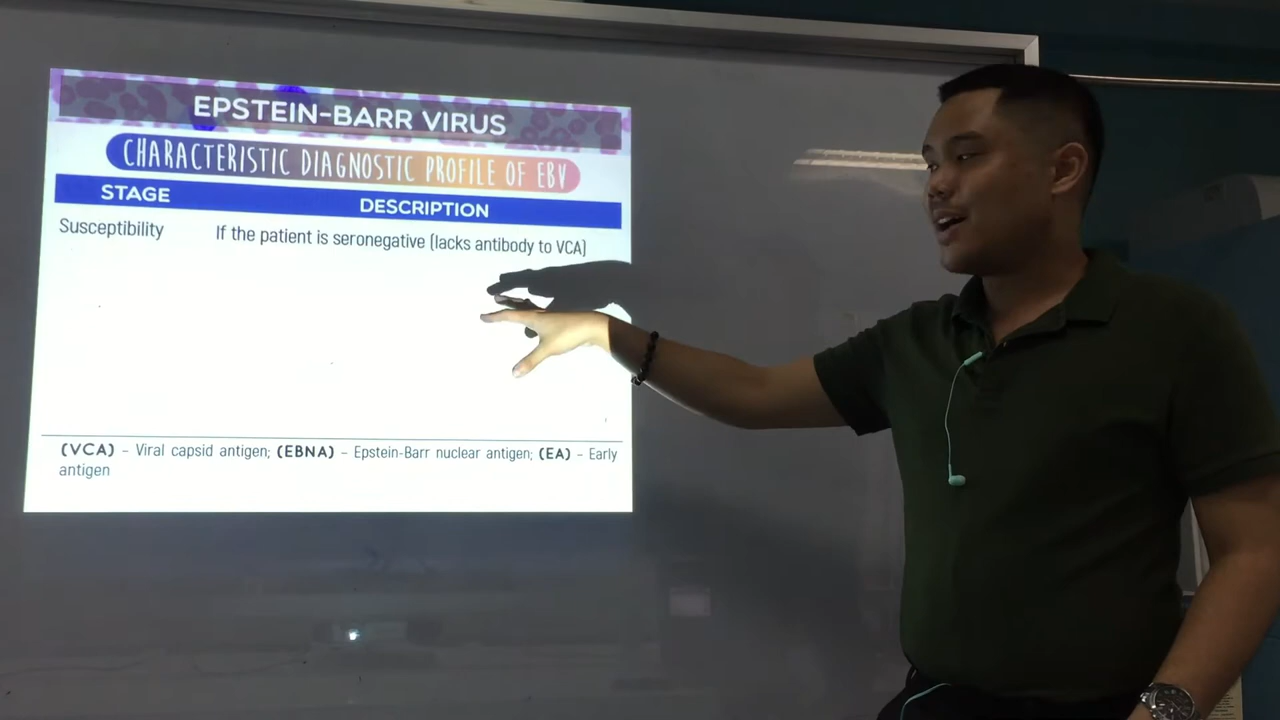 EPSTEIN-BARR VIRUS
CHARACTERISTIC DIAGNOSTIC PROFILE OF EBV
STAGE DESCRIPTION
Susceptibility If the patient is seronegative (lacks antibody to VCA)
(VCA) – Viral capsid antigen; (EBNA) – Epstein-Barr nuclear antigen; (EA) – Early
antigen